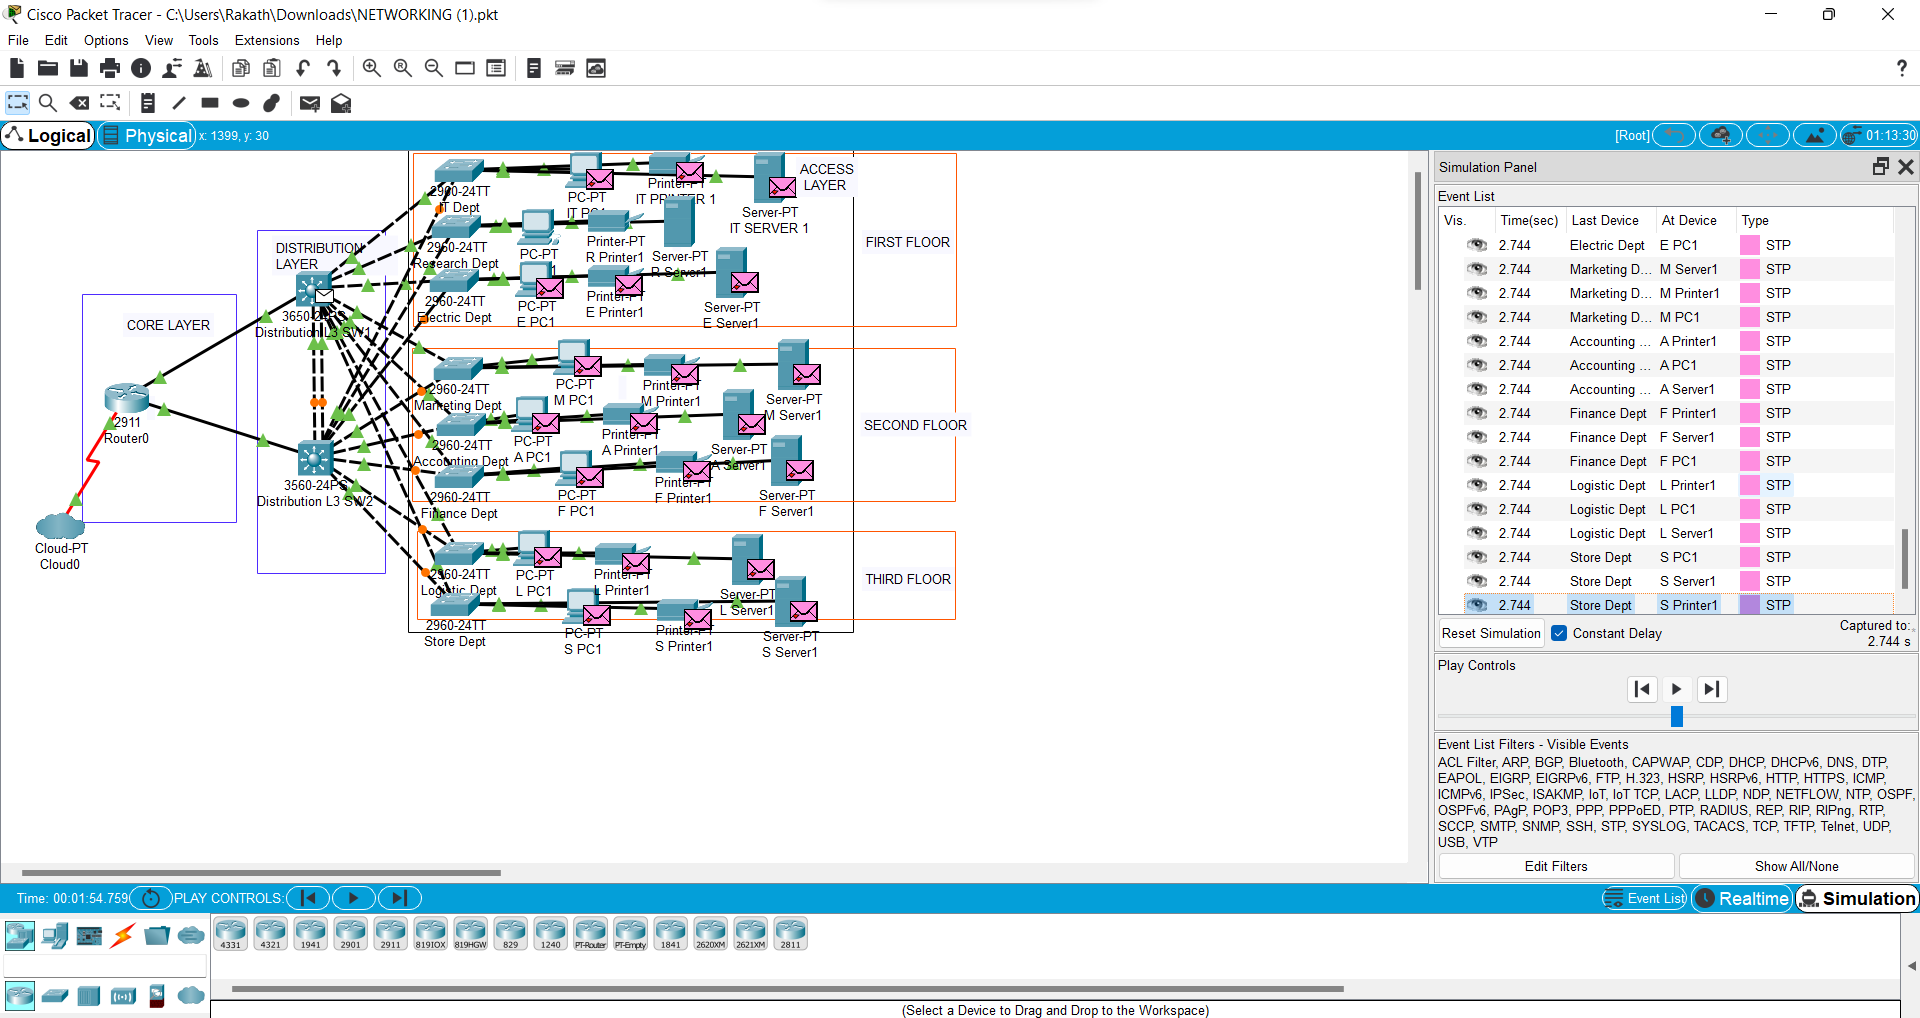 Cisco Packet Tracer - C:\Users\Rakath\Downloads\NETWORKING (1).pkt
File Edit Options View Tools Extensions Help
Logical Physical x: 1399, y: 30 [Root] 01:13:30
CORE LAYER
2911
Router0
Cloud-PT
Cloud0
DISTRIBUTION
LAYER
3650-24PS
Distribution L3 SW1
3560-24PS
Distribution L3 SW2
ACCESS
LAYER
FIRST FLOOR
2960-24TT
IT Dept
PC-PT
IT PC1
Printer-PT
IT PRINTER 1
Server-PT
IT SERVER 1
2960-24TT
Research Dept
PC-PT
Printer-PT
R Printer1
Server-PT
R Server1
2960-24TT
Electric Dept
PC-PT
E PC1
Printer-PT
E Printer1
Server-PT
E Server1
SECOND FLOOR
2960-24TT
Marketing Dept
PC-PT
M PC1
Printer-PT
M Printer1
Server-PT
M Server1
2960-24TT
Accounting Dept
PC-PT
A PC1
Printer-PT
A Printer1
Server-PT
A Server1
2960-24TT
Finance Dept
PC-PT
F PC1
Printer-PT
F Printer1
Server-PT
F Server1
THIRD FLOOR
2960-24TT
Logistic Dept
PC-PT
L PC1
Printer-PT
L Printer1
Server-PT
L Server1
2960-24TT
Store Dept
PC-PT
S PC1
Printer-PT
S Printer1
Server-PT
S Server1
Simulation Panel
Event List
Vis. Time(sec) Last Device At Device Type
2.744 Electric Dept E PC1 STP
2.744 Marketing D... M Server1 STP
2.744 Marketing D... M Printer1 STP
2.744 Marketing D... M PC1 STP
2.744 Accounting ... A Printer1 STP
2.744 Accounting ... A PC1 STP
2.744 Accounting ... A Server1 STP
2.744 Finance Dept F Printer1 STP
2.744 Finance Dept F Server1 STP
2.744 Finance Dept F PC1 STP
2.744 Logistic Dept L Printer1 STP
2.744 Logistic Dept L PC1 STP
2.744 Logistic Dept L Server1 STP
2.744 Store Dept S PC1 STP
2.744 Store Dept S Server1 STP
2.744 Store Dept S Printer1 STP
Reset Simulation Constant Delay Captured to:
2.744 s
Play Controls
Event List Filters - Visible Events
ACL Filter, ARP, BGP, Bluetooth, CAPWAP, CDP, DHCP, DHCPv6, DNS, DTP,
EAPOL, EIGRP, EIGRPv6, FTP, H.323, HSRP, HSRPv6, HTTP, HTTPS, ICMP,
ICMPv6, IPSec, ISAKMP, IoT, IoT TCP, LACP, LLDP, NDP, NETFLOW, NTP, OSPF,
OSPFv6, PAgP, POP3, PPP, PPPoED, PTP, RADIUS, REP, RIP, RIPng, RTP,
SCCP, SMTP, SNMP, SSH, STP, SYSLOG, TACACS, TCP, TFTP, Telnet, UDP,
USB, VTP
Edit Filters Show All/None
Time: 00:01:54.759 PLAY CONTROLS: Event List Realtime Simulation
4331 4321 1941 2901 2911 819IOX 819HGW 829 1240 PT-Router PT-Empty 1841 2620XM 2621XM 2811
(Select a Device to Drag and Drop to the Workspace)